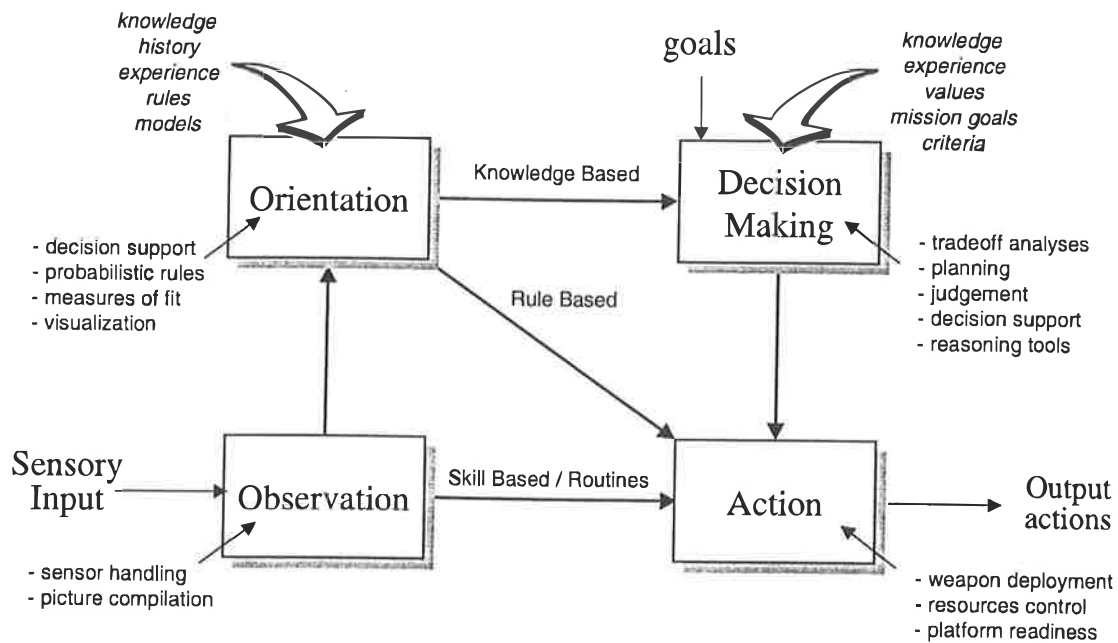 knowledge
history
experience
rules
models
goals
knowledge
experience
values
mission goals
criteria
Orientation
Knowledge Based
Decision
Making
- decision support
- probabilistic rules
- measures of fit
- visualization
Rule Based
- tradeoff analyses
- planning
- judgement
- decision support
- reasoning tools
Sensory
Input
Observation
Skill Based / Routines
Action
Output
actions
- sensor handling
- picture compilation
- weapon deployment
- resources control
- platform readiness